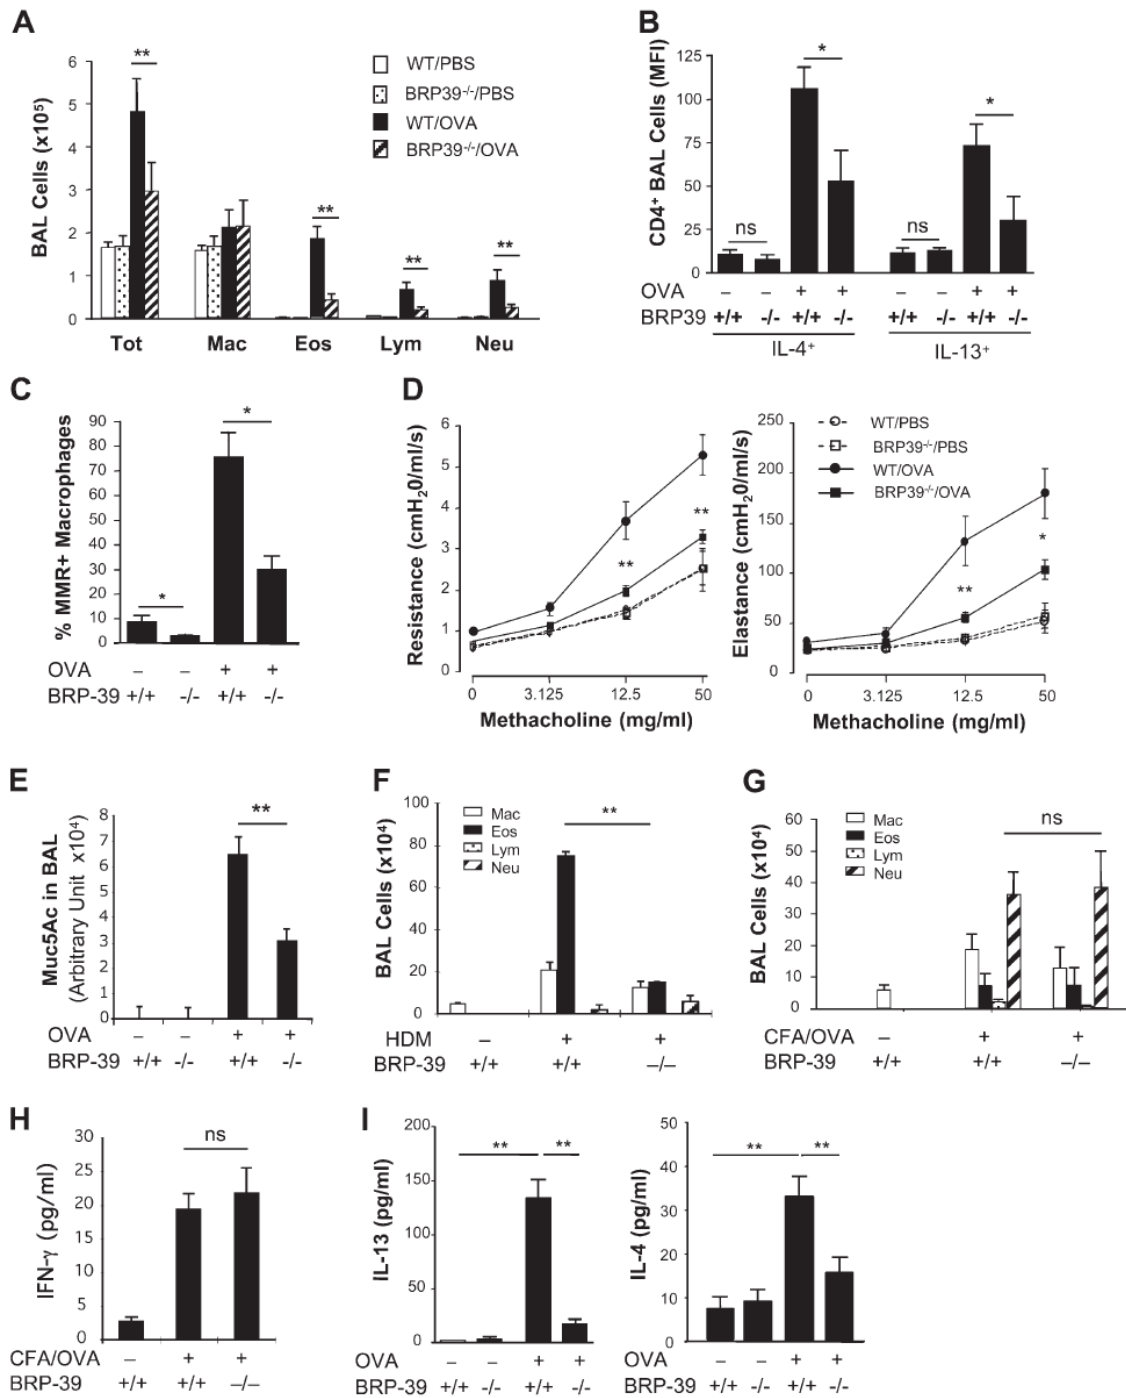 A
BAL Cells (x10⁵)
6
5
4
3
2
1
0
**
**
**
**
Tot Mac Eos Lym Neu
WT/PBS
BRP39⁻/⁻/PBS
WT/OVA
BRP39⁻/⁻/OVA
B
CD4⁺ BAL Cells (MFI)
125
100
75
50
25
0
ns
*
ns
*
OVA – – + + – – + +
BRP39 +/+ -/- +/+ -/- +/+ -/- +/+ -/-
IL-4⁺ IL-13⁺
C
% MMR+ Macrophages
90
80
70
60
50
40
30
20
10
0
*
*
OVA – – + +
BRP-39 +/+ -/- +/+ -/-
D
Resistance (cmH₂0/ml/s)
6
5
4
3
2
1
0
**
**
0 3.125 12.5 50
Methacholine (mg/ml)
Elastance (cmH₂0/ml/s)
250
200
150
100
50
0
WT/PBS
BRP39⁻/⁻/PBS
WT/OVA
BRP39⁻/⁻/OVA
**
*
0 3.125 12.5 50
Methacholine (mg/ml)
E
Muc5Ac in BAL
(Arbitrary Unit x10⁴)
8
7
6
5
4
3
2
1
0
**
OVA – – + +
BRP-39 +/+ -/- +/+ -/-
F
BAL Cells (x10⁴)
100
80
60
40
20
0
Mac
Eos
Lym
Neu
**
HDM – + +
BRP-39 +/+ +/+ –/–
G
BAL Cells (x10⁴)
60
50
40
30
20
10
0
Mac
Eos
Lym
Neu
ns
CFA/OVA – + +
BRP-39 +/+ +/+ –/–
H
IFN-γ (pg/ml)
30
25
20
15
10
5
0
ns
CFA/OVA – + +
BRP-39 +/+ +/+ –/–
I
IL-13 (pg/ml)
200
150
100
50
0
** **
OVA – – + +
BRP-39 +/+ -/- +/+ -/-
IL-4 (pg/ml)
50
40
30
20
10
0
** **
OVA – – + +
BRP-39 +/+ -/- +/+ -/-